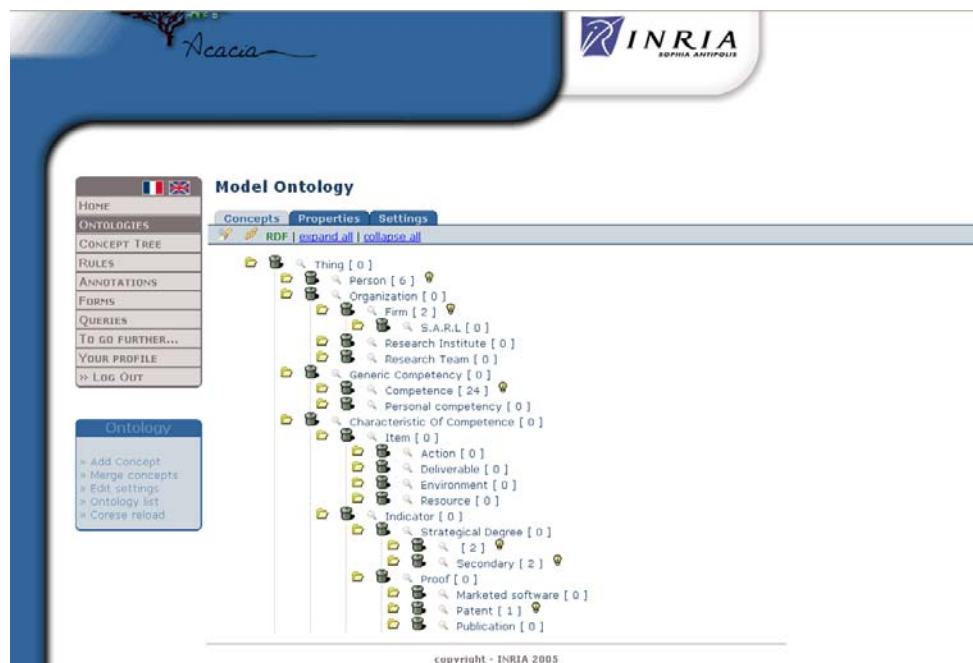 Acacia
INRIA
SOPHIA ANTIPOLIS
Model Ontology
HOME
ONTOLOGIES
CONCEPT TREE
RULES
ANNOTATIONS
FORMS
QUERIES
TO GO FURTHER...
YOUR PROFILE
» LOG OUT
Ontology
» Add Concept
» Merge concepts
» Edit settings
» Ontology list
» Corese reload
Concepts Properties Settings
RDF | expand all | collapse all
Thing [ 0 ]
Person [ 6 ]
Organization [ 0 ]
Firm [ 2 ]
S.A.R.L [ 0 ]
Research Institute [ 0 ]
Research Team [ 0 ]
Generic Competency [ 0 ]
Competence [ 24 ]
Personal competency [ 0 ]
Characteristic Of Competence [ 0 ]
Item [ 0 ]
Action [ 0 ]
Deliverable [ 0 ]
Environment [ 0 ]
Resource [ 0 ]
Indicator [ 0 ]
Strategical Degree [ 0 ]
[ 2 ]
Secondary [ 2 ]
Proof [ 0 ]
Marketed software [ 0 ]
Patent [ 1 ]
Publication [ 0 ]
copyright - INRIA 2005